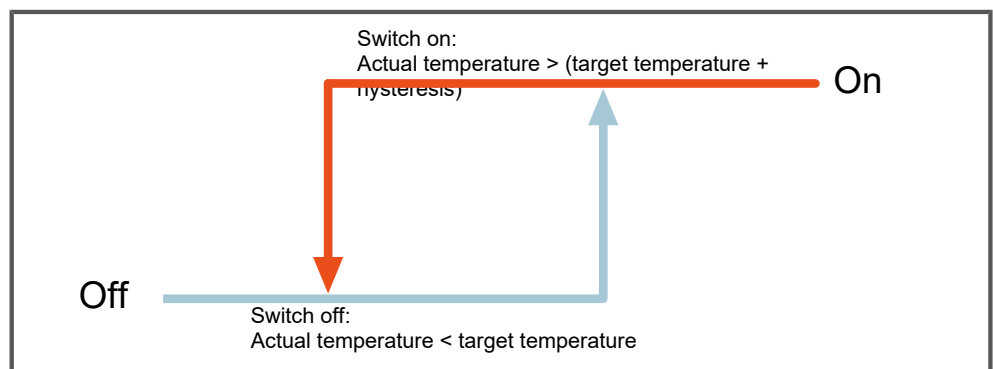 Switch on:
Actual temperature > (target temperature +
hysteresis)
On
Off
Switch off:
Actual temperature < target temperature